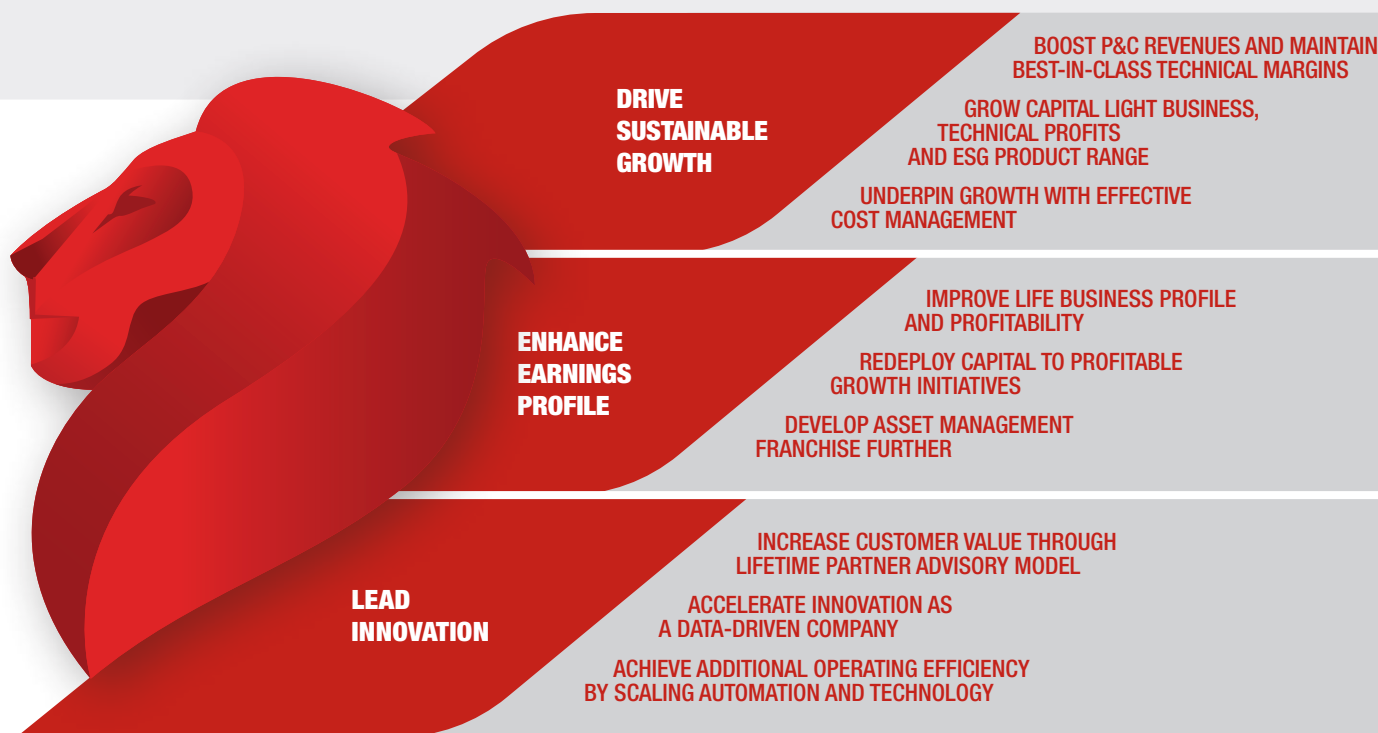 DRIVE
SUSTAINABLE
GROWTH
BOOST P&C REVENUES AND MAINTAIN
BEST-IN-CLASS TECHNICAL MARGINS
GROW CAPITAL LIGHT BUSINESS,
TECHNICAL PROFITS
AND ESG PRODUCT RANGE
UNDERPIN GROWTH WITH EFFECTIVE
COST MANAGEMENT
ENHANCE
EARNINGS
PROFILE
IMPROVE LIFE BUSINESS PROFILE
AND PROFITABILITY
REDEPLOY CAPITAL TO PROFITABLE
GROWTH INITIATIVES
DEVELOP ASSET MANAGEMENT
FRANCHISE FURTHER
LEAD
INNOVATION
INCREASE CUSTOMER VALUE THROUGH
LIFETIME PARTNER ADVISORY MODEL
ACCELERATE INNOVATION AS
A DATA-DRIVEN COMPANY
ACHIEVE ADDITIONAL OPERATING EFFICIENCY
BY SCALING AUTOMATION AND TECHNOLOGY